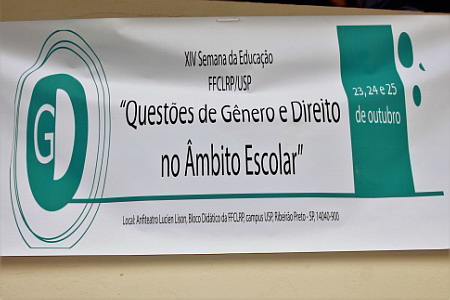 XIV Semana da Educação
FFCLRP/USP
"Questões de Gênero e Direito
no Âmbito Escolar"
23, 24 e 25
de outubro
GD
Local: Anfiteatro Lucien Lison, Bloco Didático da FFCLRP, campus USP, Ribeirão Preto - SP, 14040-900